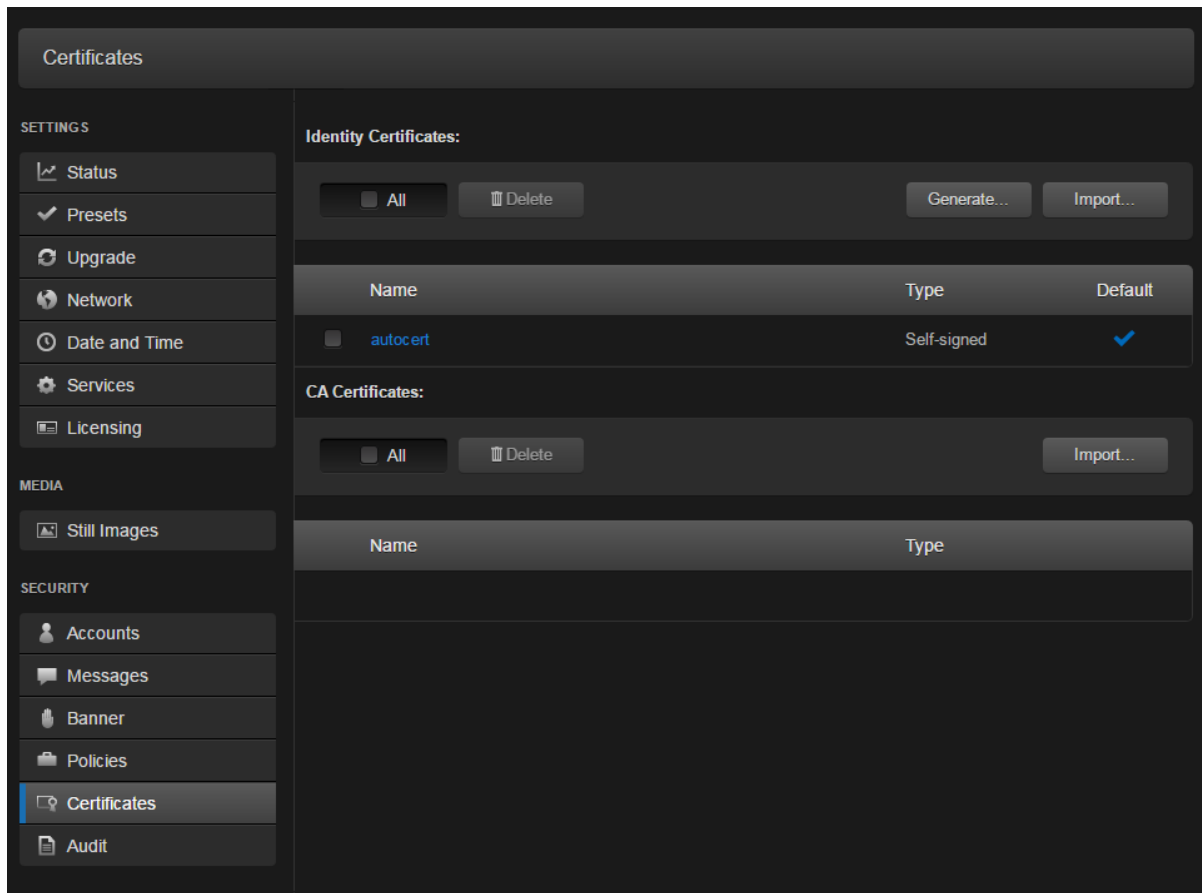 Certificates
SETTINGS
Status
Presets
Upgrade
Network
Date and Time
Services
Licensing
MEDIA
Still Images
SECURITY
Accounts
Messages
Banner
Policies
Certificates
Audit
Identity Certificates:
All Delete Generate... Import...
Name Type Default
autocert Self-signed
CA Certificates:
All Delete Import...
Name Type